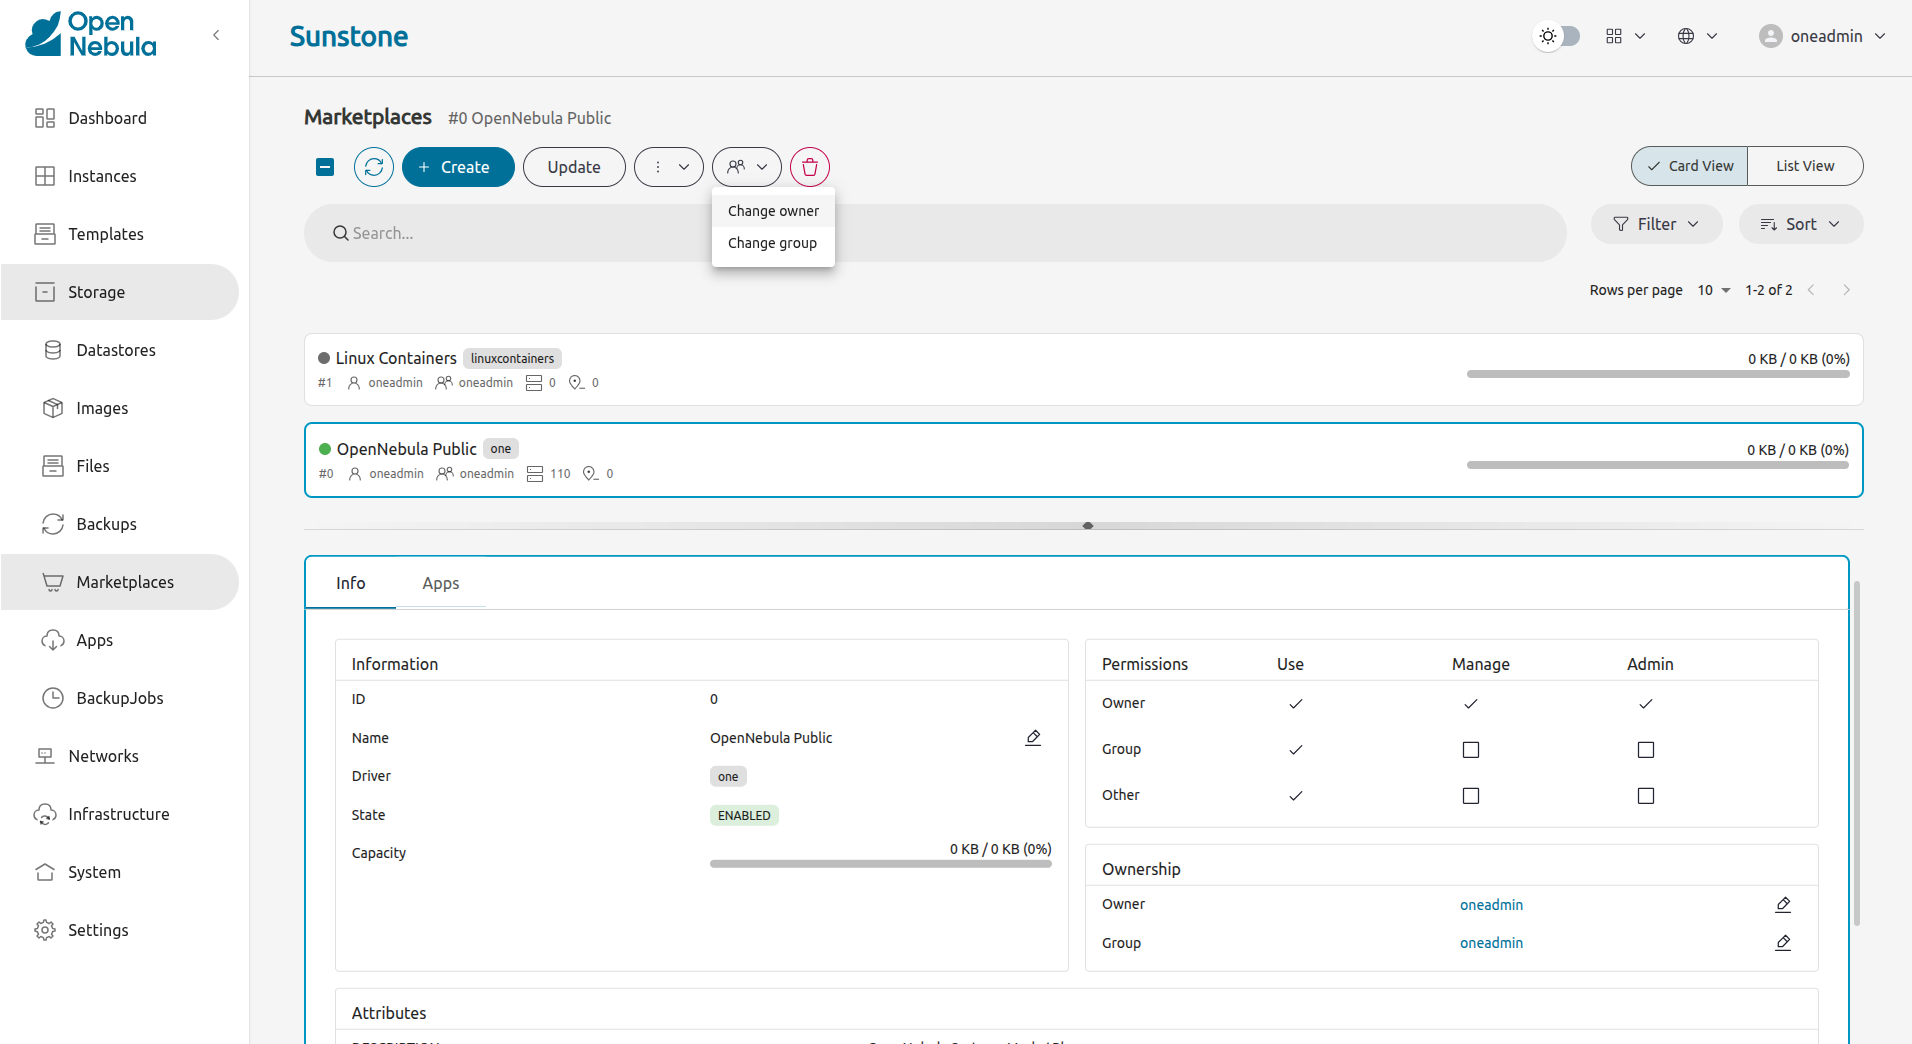 Open
Nebula
Sunstone
oneadmin
Dashboard
Instances
Templates
Storage
Datastores
Images
Files
Backups
Marketplaces
Apps
BackupJobs
Networks
Infrastructure
System
Settings
Marketplaces #0 OpenNebula Public
+ Create
Update
Card View
List View
Change owner
Change group
Search...
Filter
Sort
Rows per page 10 1-2 of 2
Linux Containers linuxcontainers
0 KB / 0 KB (0%)
#1 oneadmin oneadmin 0 0
OpenNebula Public one
0 KB / 0 KB (0%)
#0 oneadmin oneadmin 110 0
Info Apps
Information
ID 0
Name OpenNebula Public
Driver one
State ENABLED
Capacity 0 KB / 0 KB (0%)
Permissions Use Manage Admin
Owner
Group
Other
Ownership
Owner oneadmin
Group oneadmin
Attributes